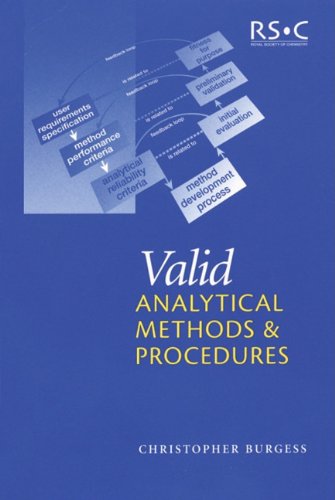 RS•C
ROYAL SOCIETY OF CHEMISTRY
feedback loop
fitness for
purpose
is related to
feedback loop
preliminary
validation
user
requirements
specification
is related to
feedback loop
initial
evaluation
method
performance
criteria
is related to
analytical
reliability
criteria
method
development
process
Valid
ANALYTICAL
METHODS &
PROCEDURES
CHRISTOPHER BURGESS